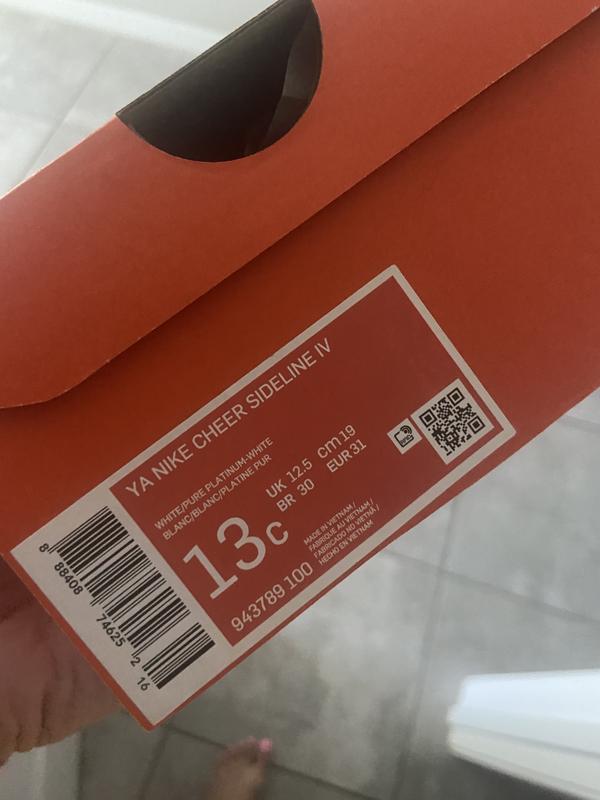 YA NIKE CHEER SIDELINE IV
WHITE/PURE PLATINUM-WHITE
BLANC/BLANC/PLATINE PUR
13C
UK 12.5 cm 19
BR 30 EUR 31
943789 100
MADE IN VIETNAM /
FABRIQUE AU VIETNAM /
FABRICADO NO VIETNÃ /
HECHO EN VIETNAM
8 88408 74625 2 16